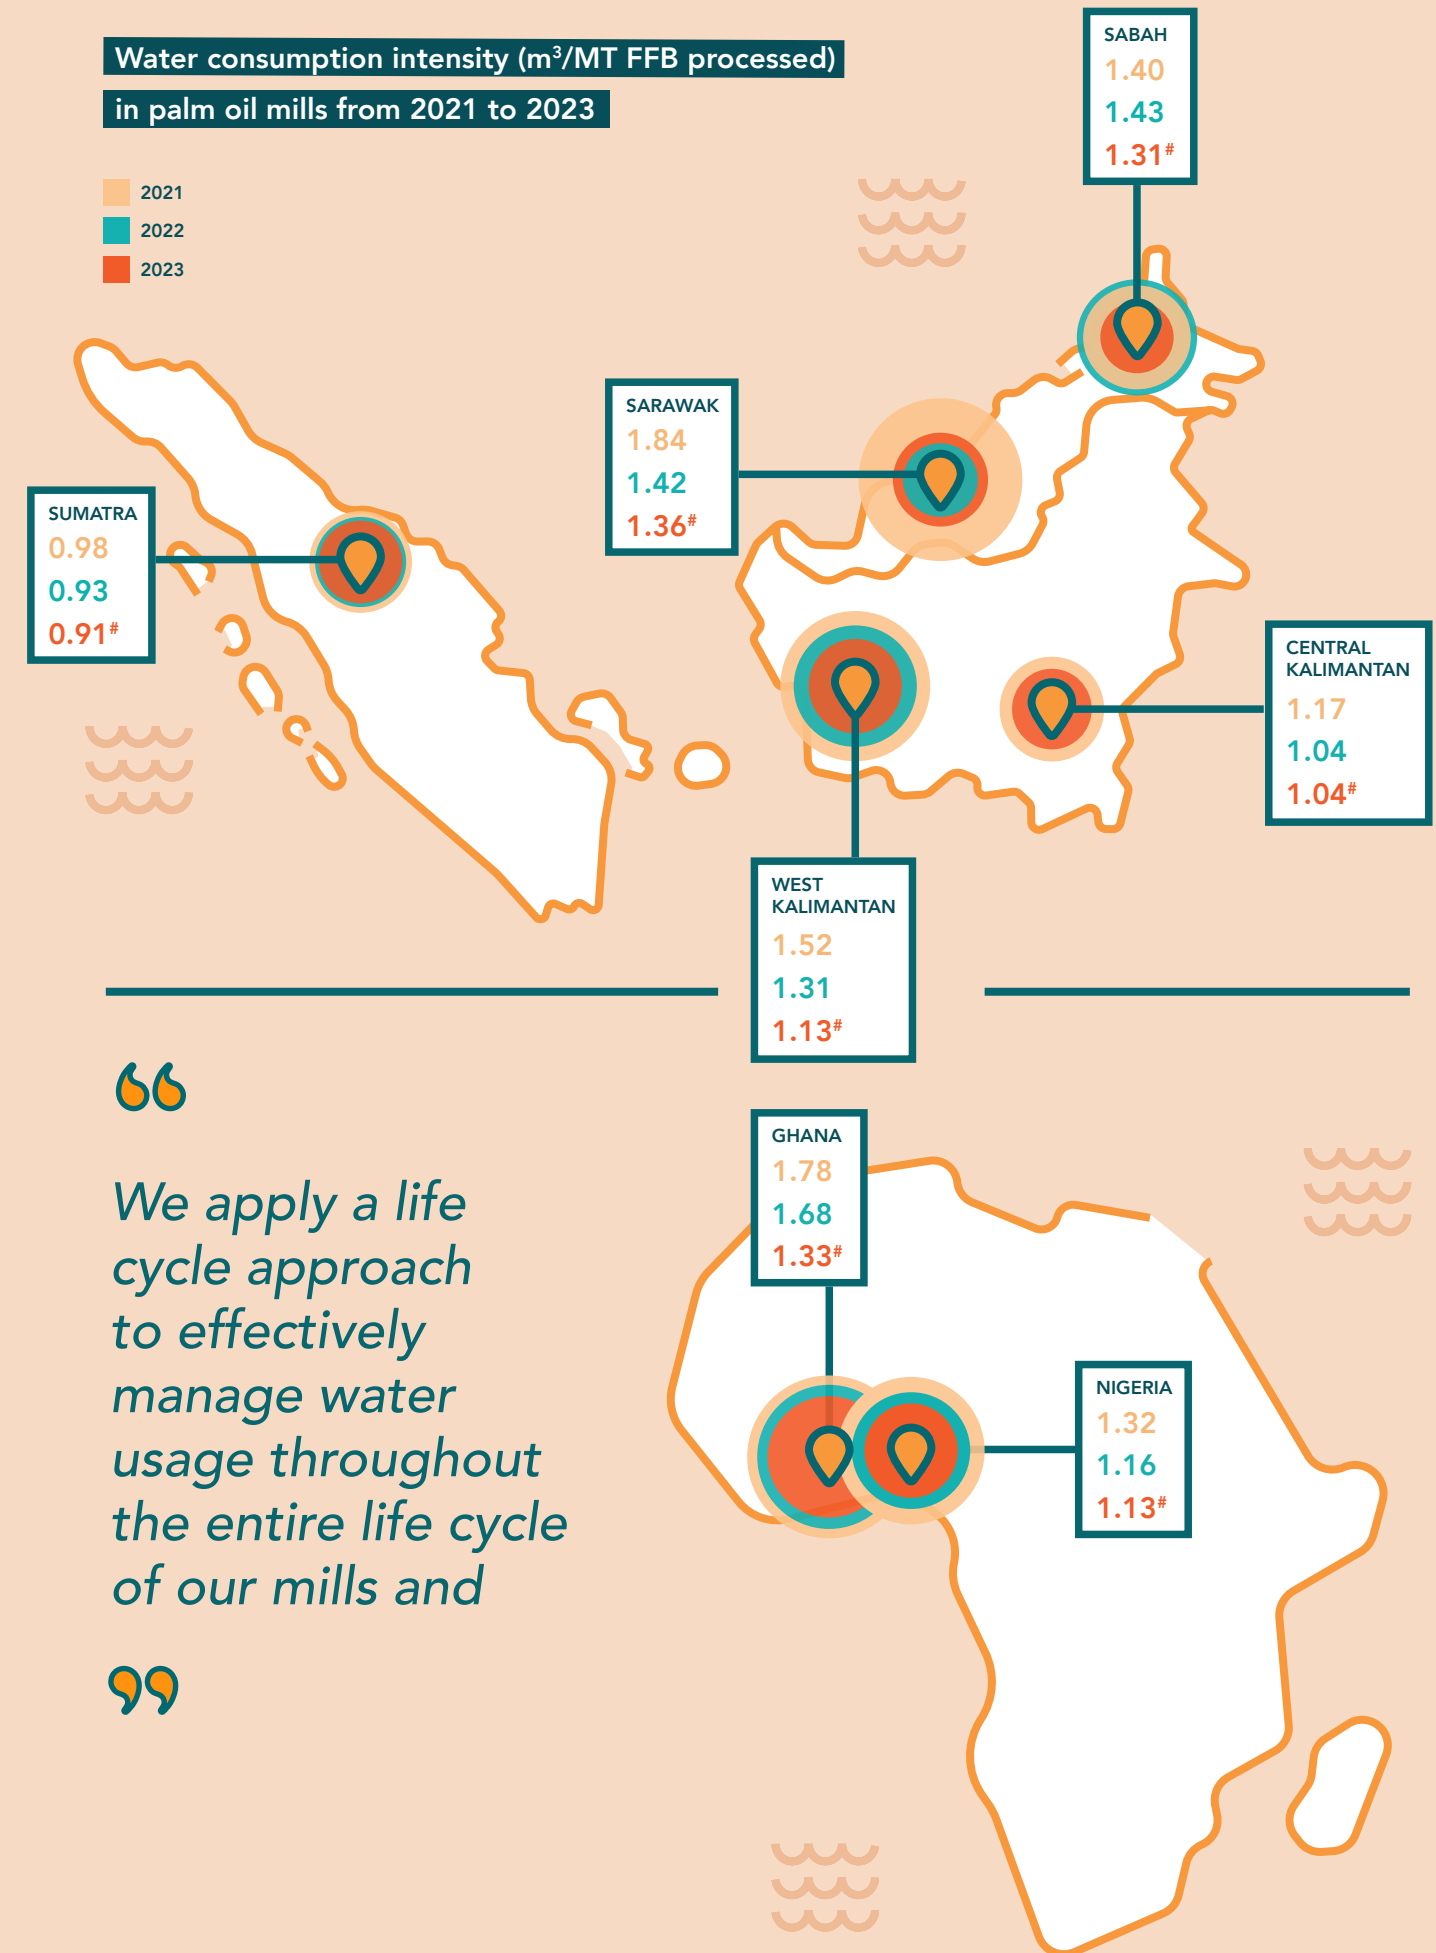 Water consumption intensity (m³/MT FFB processed)
in palm oil mills from 2021 to 2023
2021
2022
2023
SABAH
1.40
1.43
1.31#
SARAWAK
1.84
1.42
1.36#
SUMATRA
0.98
0.93
0.91#
CENTRAL
KALIMANTAN
1.17
1.04
1.04#
WEST
KALIMANTAN
1.52
1.31
1.13#
“
We apply a life
cycle approach
to effectively
manage water
usage throughout
the entire life cycle
of our mills and
”
GHANA
1.78
1.68
1.33#
NIGERIA
1.32
1.16
1.13#